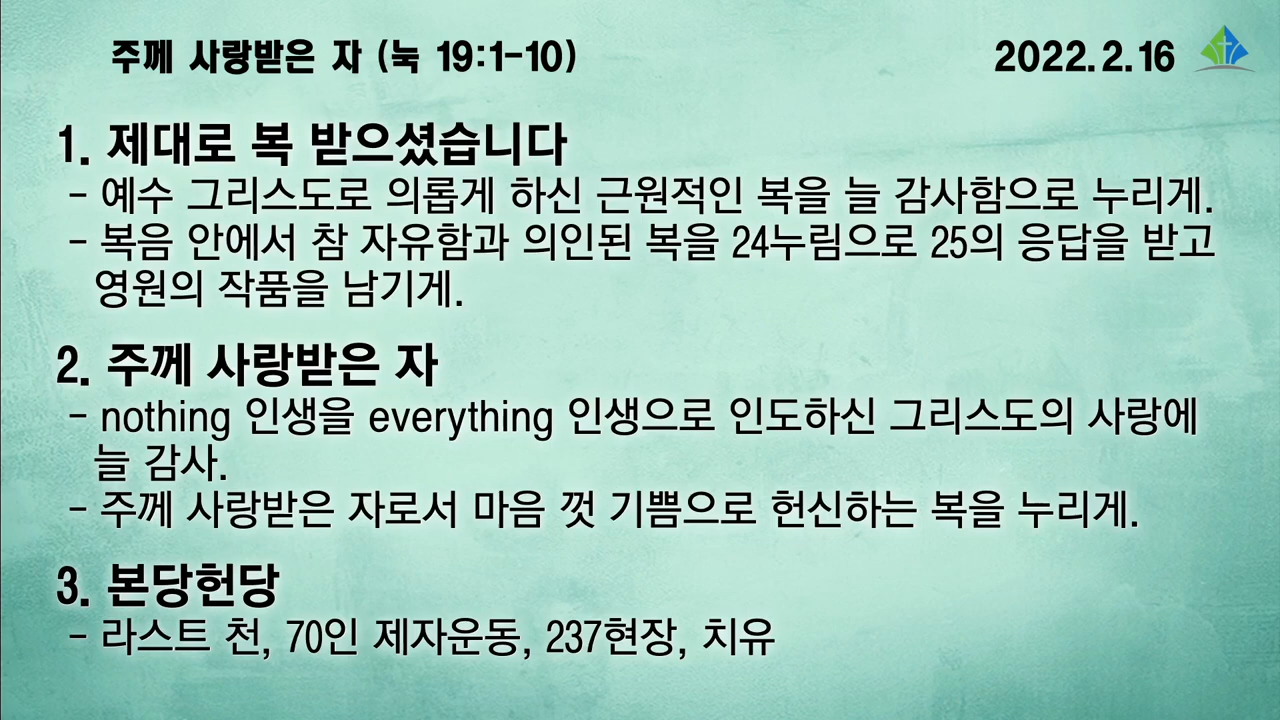 주께 사랑받은 자 (눅 19:1-10)
2022.2.16
1. 제대로 복 받으셨습니다
- 예수 그리스도로 의롭게 하신 근원적인 복을 늘 감사함으로 누리게.
- 복음 안에서 참 자유함과 의인된 복을 24누림으로 25의 응답을 받고
영원의 작품을 남기게.
2. 주께 사랑받은 자
- nothing 인생을 everything 인생으로 인도하신 그리스도의 사랑에
늘 감사.
- 주께 사랑받은 자로서 마음 껏 기쁨으로 헌신하는 복을 누리게.
3. 본당헌당
- 라스트 천, 70인 제자운동, 237현장, 치유